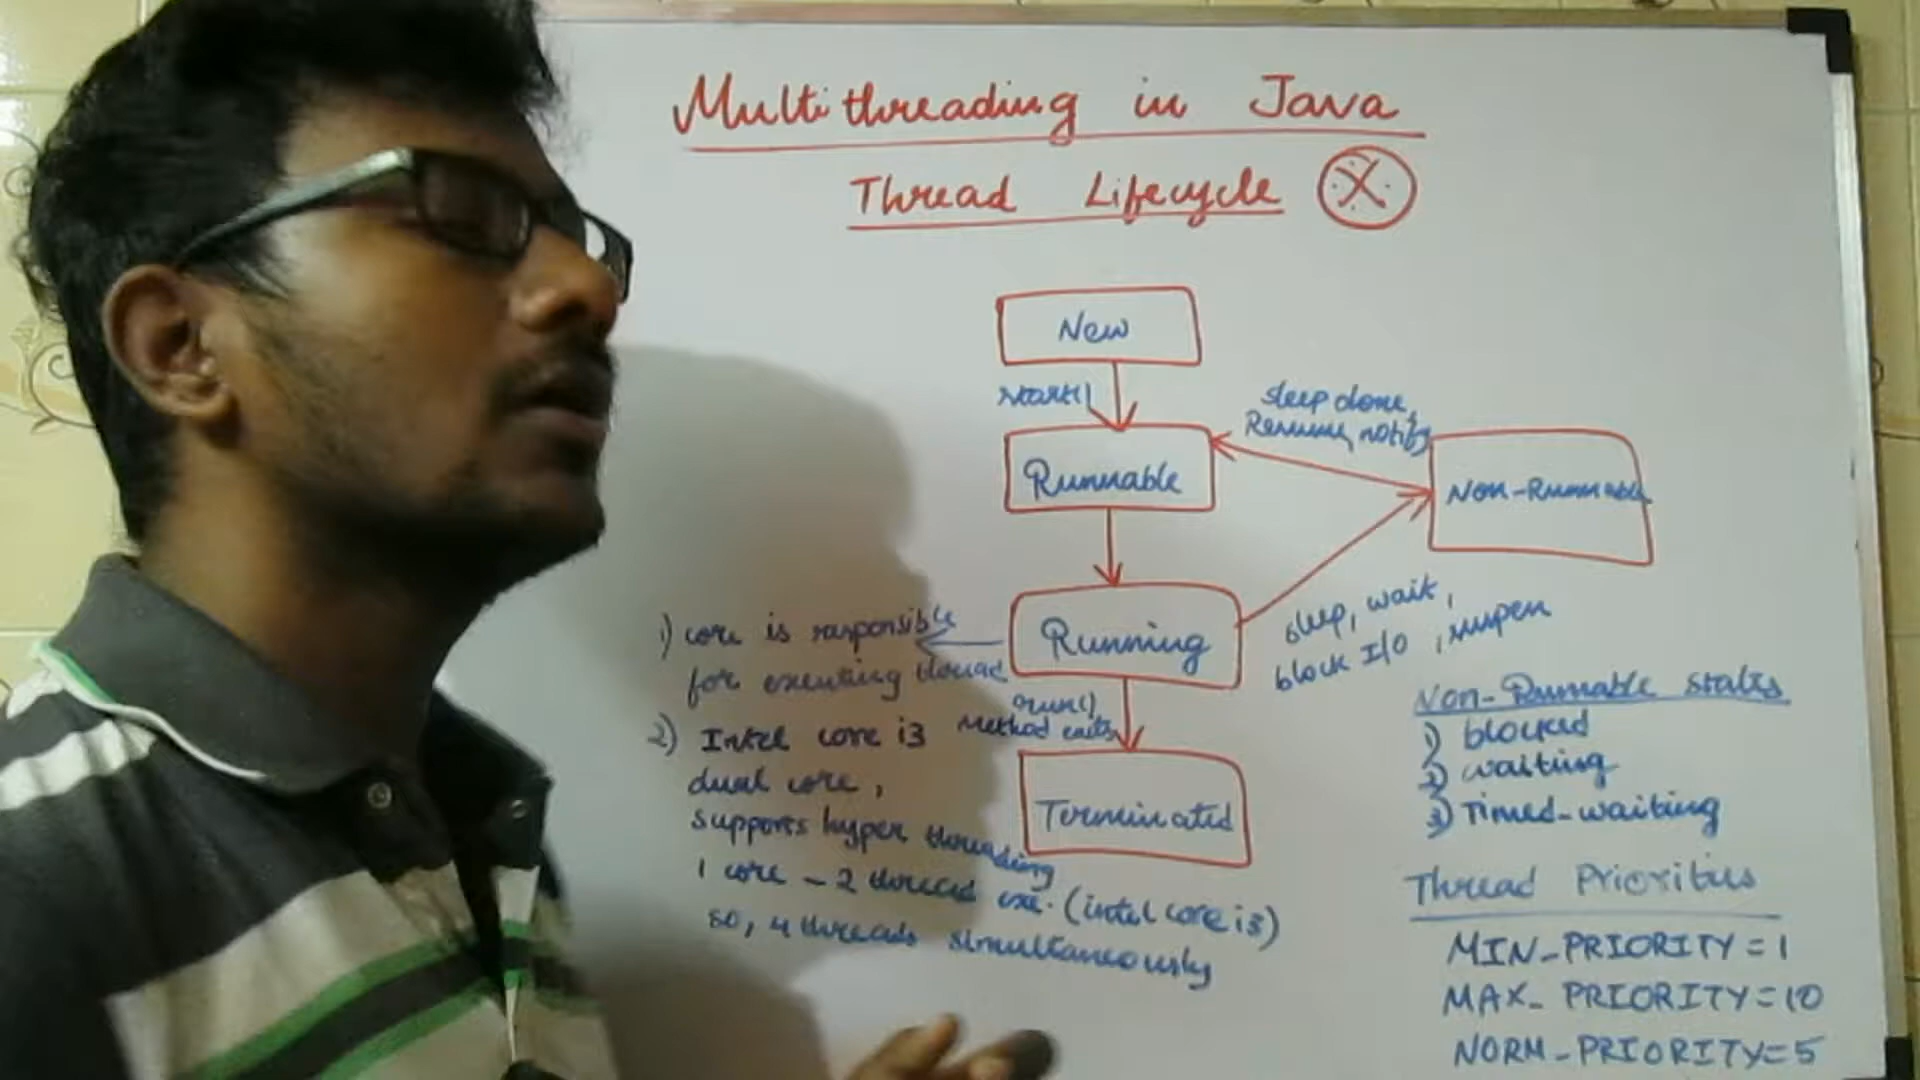 Multithreading in Java
Thread Lifecycle
New
start()
sleep done,
Resume, notify
Runnable
Non-Runnable
Running
sleep, wait,
block I/O, suspen
1) core is responsible
for executing thread
run()
Method exits
2) Intel core i3
dual core,
supports hyper threading
1 core - 2 thread exe. (intel core i3)
so, 4 threads simultaneously
Terminated
Non-Runnable states
1) blocked
2) waiting
3) Timed-waiting
Thread Priorities
MIN_PRIORITY = 1
MAX_PRIORITY = 10
NORM_PRIORITY = 5